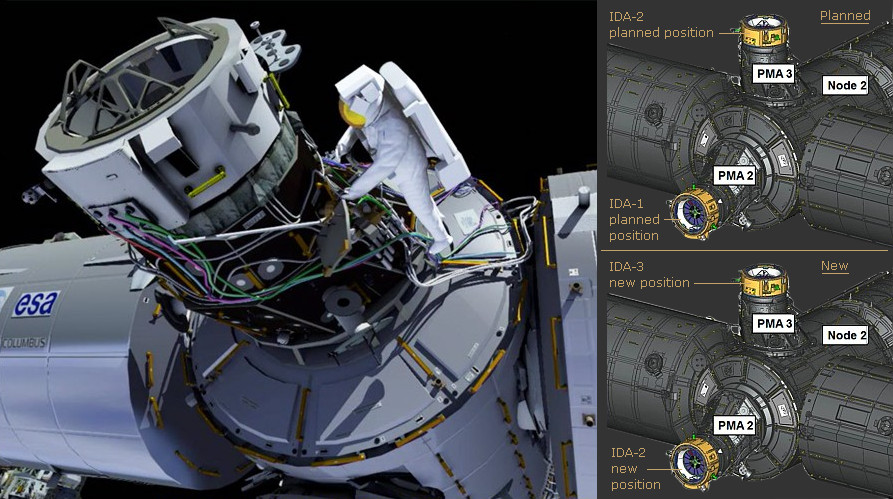 esa
COLUMBUS
IDA-2
planned position
Planned
PMA 3
Node 2
PMA 2
IDA-1
planned
position
IDA-3
new position
New
PMA 3
Node 2
PMA 2
IDA-2
new
position